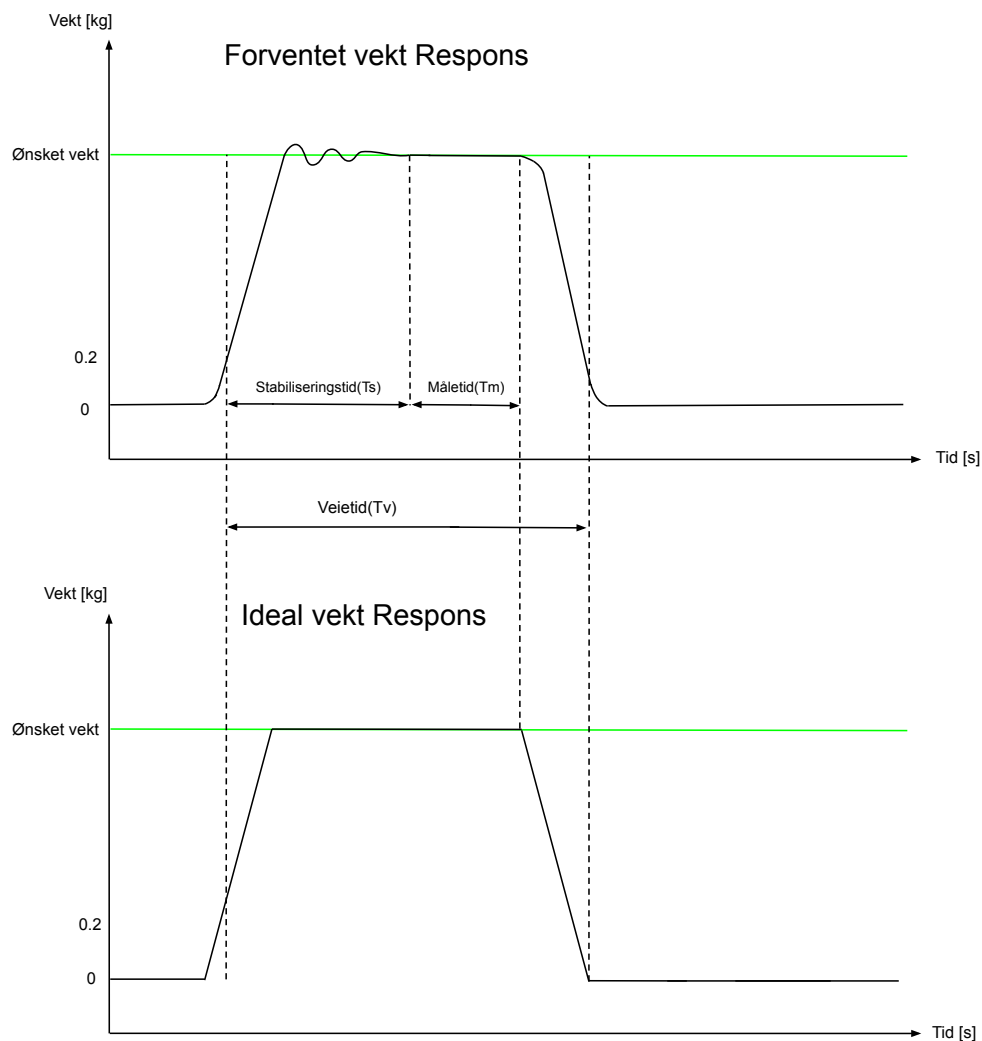 Vekt [kg]
Forventet vekt Respons
Ønsket vekt
0.2
Stabiliseringstid(Ts)
Måletid(Tm)
0
Tid [s]
Veietid(Tv)
Vekt [kg]
Ideal vekt Respons
Ønsket vekt
0.2
0
Tid [s]